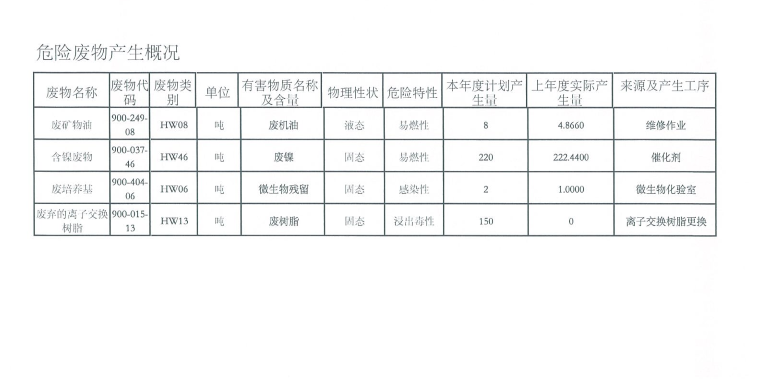 危险废物产生概况
废物名称 废物代码 废物类别 单位 有害物质名称及含量 物理性状 危险特性 本年度计划产生量 上年度实际产生量 来源及产生工序
废矿物油 900-249-08 HW08 吨 废机油 液态 易燃性 8 4.8660 维修作业
含镍废物 900-037-46 HW46 吨 废镍 固态 易燃性 220 222.4400 催化剂
废培养基 900-404-06 HW06 吨 微生物残留 固态 感染性 2 1.0000 微生物化验室
废弃的离子交换树脂 900-015-13 HW13 吨 废树脂 固态 浸出毒性 150 0 离子交换树脂更换